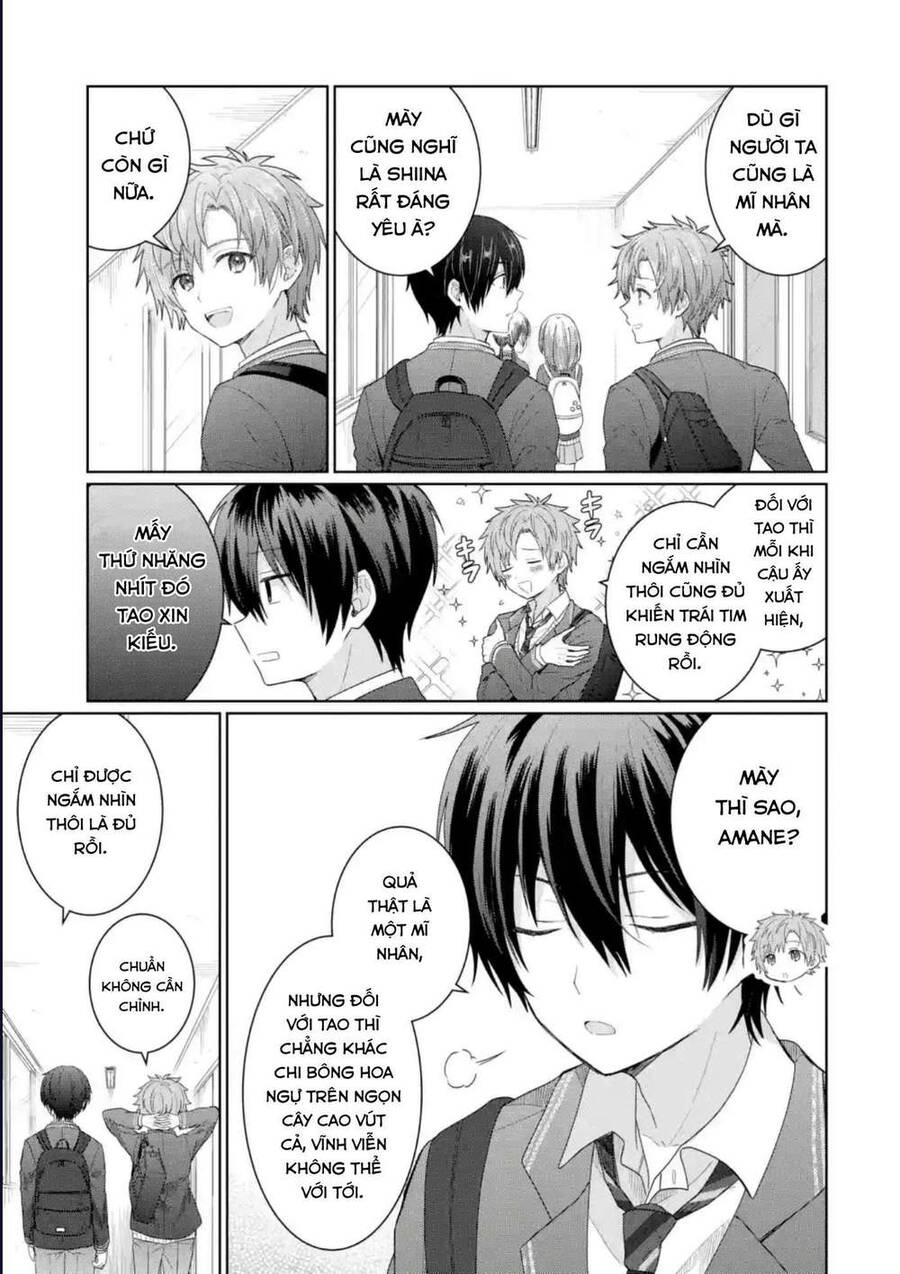 DÙ GÌ
NGƯỜI TA
CŨNG LÀ
MĨ NHÂN
MÀ.
MÀY
CŨNG NGHĨ
LÀ SHIINA
RẤT ĐÁNG
YÊU À?
CHỨ
CÒN GÌ
NỮA.
ĐỐI VỚI
TAO THÌ
MỖI KHI
CẬU ẤY
XUẤT
HIỆN,
CHỈ CẦN
NGẮM NHÌN
THÔI CŨNG ĐỦ
KHIẾN TRÁI TIM
RUNG ĐỘNG
RỒI.
キラ
キラ
MẤY
THỨ NHĂNG
NHÍT ĐÓ
TAO XIN
KIẾU.
MÀY
THÌ SAO,
AMANE?
QUẢ
THẬT LÀ
MỘT MĨ
NHÂN,
NHƯNG ĐỐI
VỚI TAO THÌ
CHẲNG KHÁC
CHI BÔNG HOA
NGỰ TRÊN NGỌN
CÂY CAO VÚT
CẢ, VĨNH VIỄN
KHÔNG THỂ
VỚI TỚI.
CHỈ ĐƯỢC
NGẮM NHÌN
THÔI LÀ ĐỦ
RỒI.
CHUẨN
KHÔNG CẦN
CHỈNH.